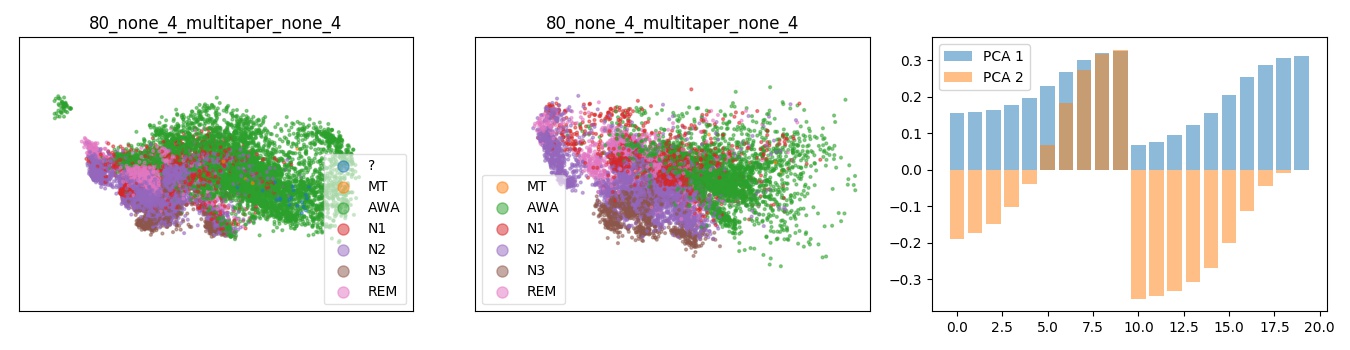 80_none_4_multitaper_none_4
?
MT
AWA
N1
N2
N3
REM
80_none_4_multitaper_none_4
MT
AWA
N1
N2
N3
REM
PCA 1
PCA 2
0.3
0.2
0.1
0.0
−0.1
−0.2
−0.3
0.0 2.5 5.0 7.5 10.0 12.5 15.0 17.5 20.0